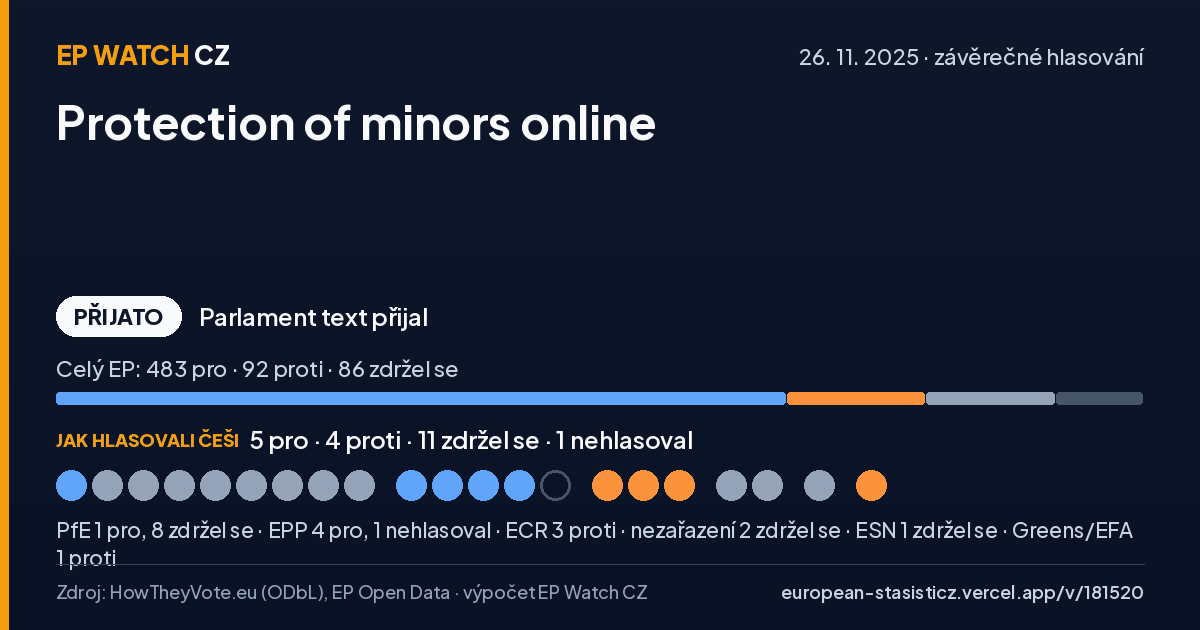 EP WATCH CZ
26. 11. 2025 · závěrečné hlasování
Protection of minors online
PŘIJATO Parlament text přijal
Celý EP: 483 pro · 92 proti · 86 zdržel se
JAK HLASOVALI ČEŠI 5 pro · 4 proti · 11 zdržel se · 1 nehlasoval
PfE 1 pro, 8 zdržel se · EPP 4 pro, 1 nehlasoval · ECR 3 proti · nezařazení 2 zdržel se · ESN 1 zdržel se · Greens/EFA
1 proti
Zdroj: HowTheyVote.eu (ODbL), EP Open Data · výpočet EP Watch CZ
european-stasisticz.vercel.app/v/181520